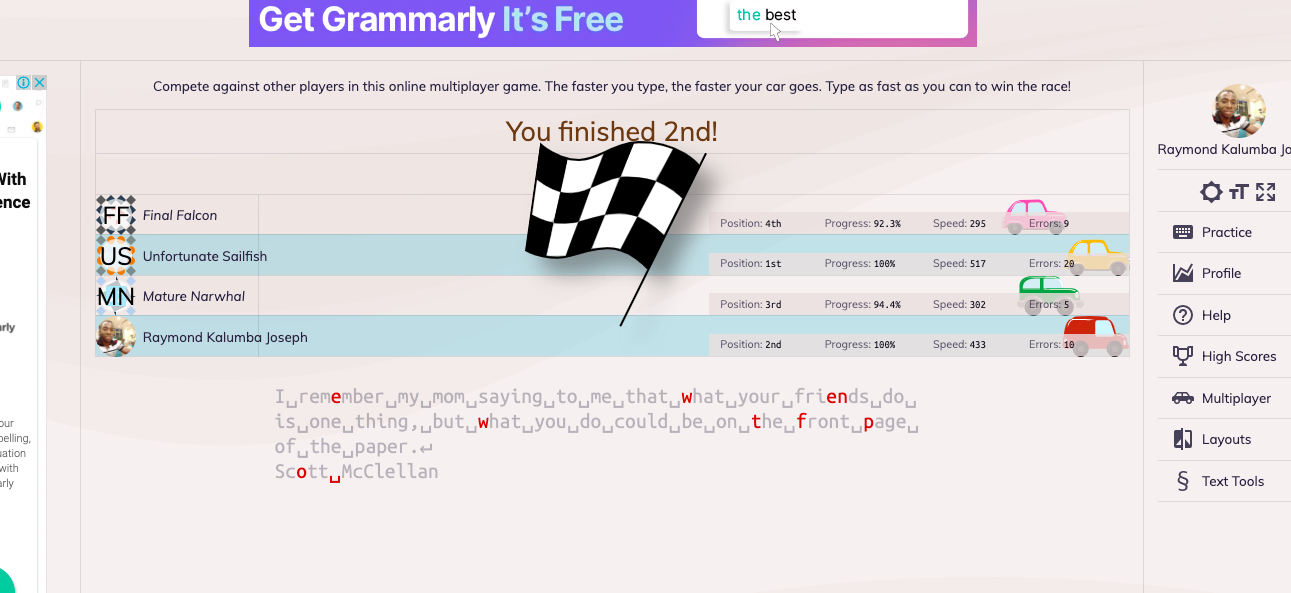 Get Grammarly It's Free
the best
Compete against other players in this online multiplayer game. The faster you type, the faster your car goes. Type as fast as you can to win the race!
You finished 2nd!
FF Final Falcon Position: 4th Progress: 92.3% Speed: 295 Errors: 9
US Unfortunate Sailfish Position: 1st Progress: 100% Speed: 517 Errors: 20
MN Mature Narwhal Position: 3rd Progress: 94.4% Speed: 302 Errors: 5
Raymond Kalumba Joseph Position: 2nd Progress: 100% Speed: 433 Errors: 10
I␣remember␣my␣mom␣saying␣to␣me␣that␣what␣your␣friends␣do␣
is␣one␣thing,␣but␣what␣you␣do␣could␣be␣on␣the␣front␣page␣
of␣the␣paper.↵
Scott␣McClellan
Raymond Kalumba Jo
Practice
Profile
Help
High Scores
Multiplayer
Layouts
§ Text Tools
With
ence
rly
our
pelling,
uation
with
arly